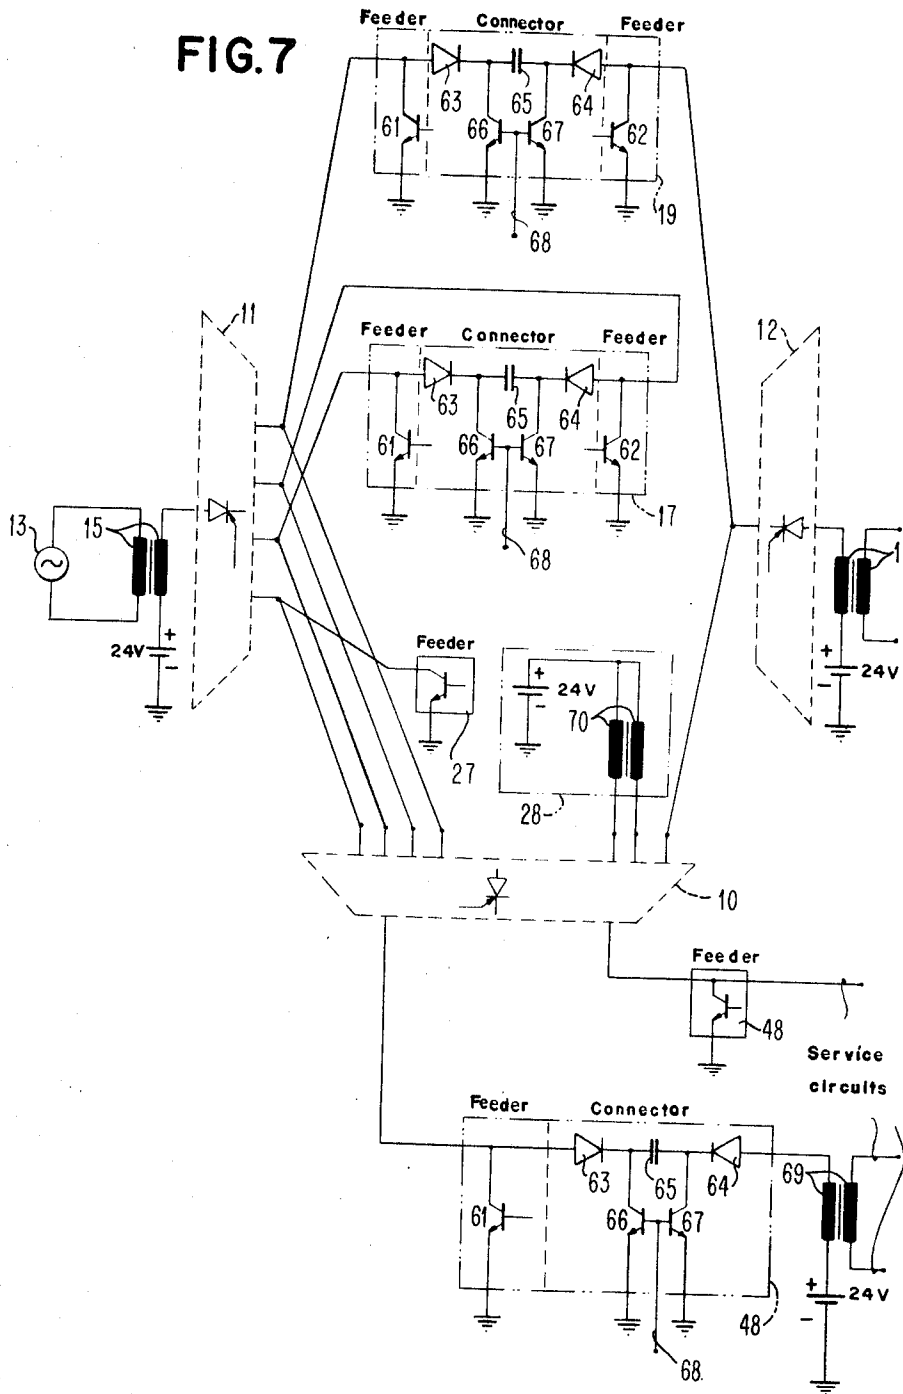 FIG.7
Feeder Connector Feeder
63 65 64
61 66 67 62
19
68
11
Feeder Connector Feeder
12
63 65 64
61 66 67 62
17
68
13 15
1
24V + -
+ - 24V
Feeder
27
+ - 24V
70
28
10
Feeder
48
Service
circuits
Feeder Connector
63 65 64
69
61 66 67
+ - 24V
48
68